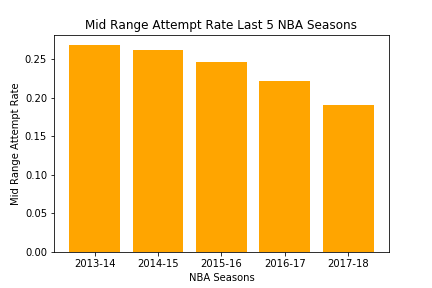 Mid Range Attempt Rate Last 5 NBA Seasons
Mid Range Attempt Rate
0.25
0.20
0.15
0.10
0.05
0.00
2013-14 2014-15 2015-16 2016-17 2017-18
NBA Seasons